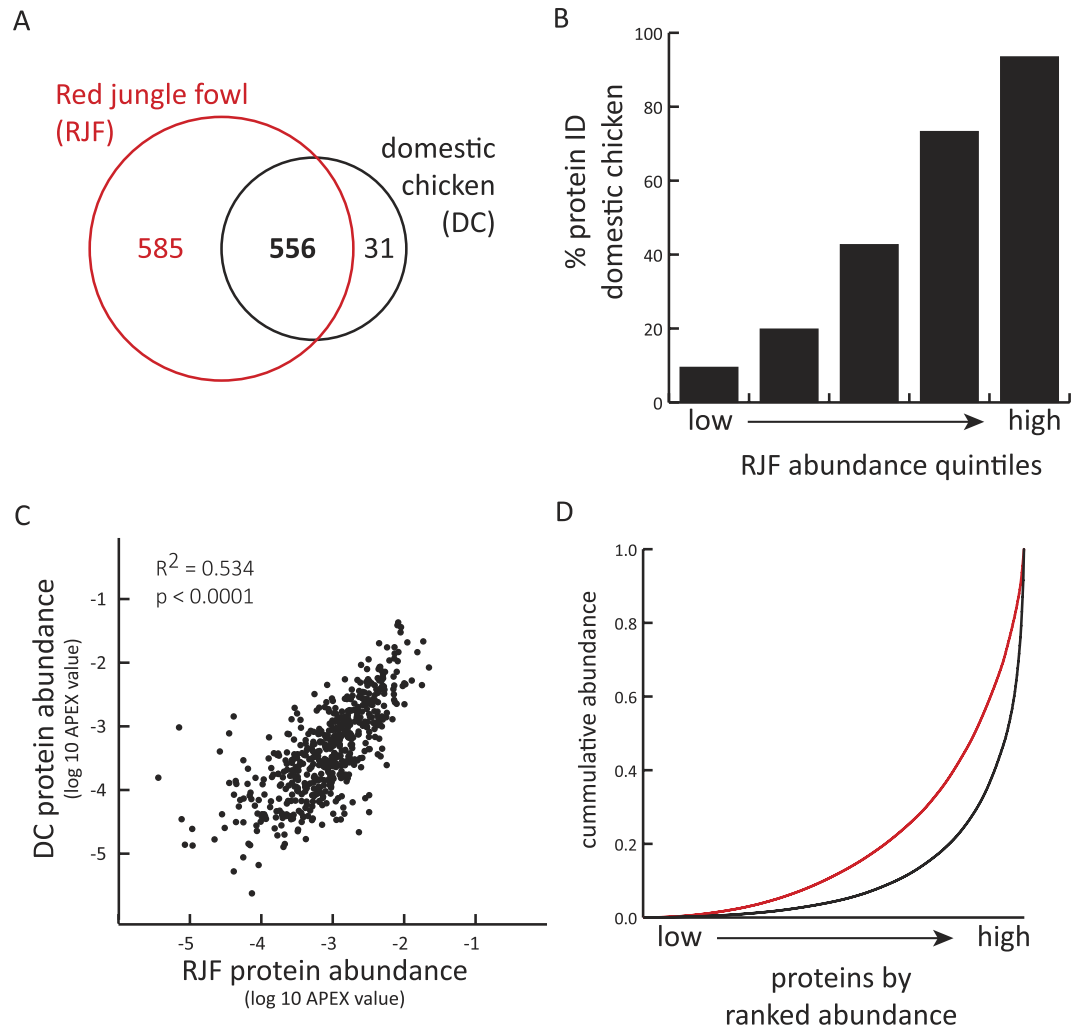 A
Red jungle fowl
(RJF)
domestic
chicken
(DC)
585
556
31
B
% protein ID
domestic chicken
100
80
60
40
20
0
low
high
RJF abundance quintiles
C
R2 = 0.534
p < 0.0001
DC protein abundance
(log 10 APEX value)
-1
-2
-3
-4
-5
-5
-4
-3
-2
-1
RJF protein abundance
(log 10 APEX value)
D
cummulative abundance
1.0
0.8
0.6
0.4
0.2
0.0
low
high
proteins by
ranked abundance